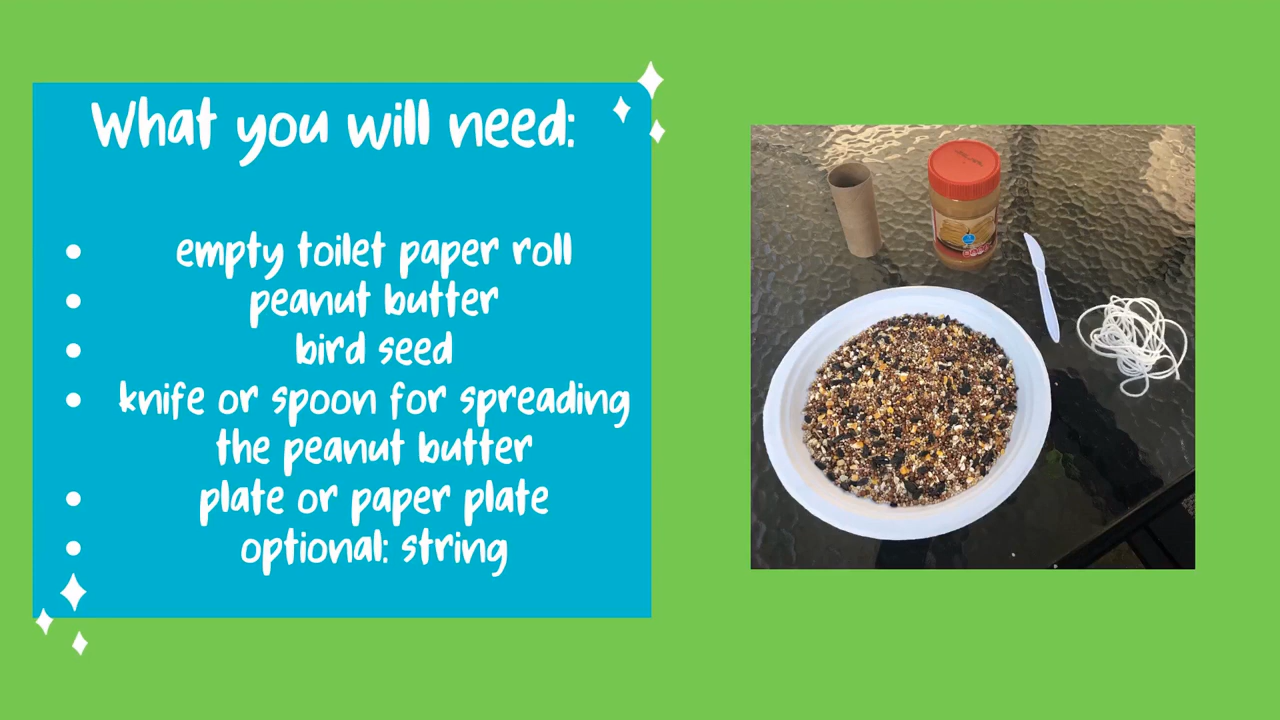 What you will need:
empty toilet paper roll
peanut butter
bird seed
knife or spoon for spreading
the peanut butter
plate or paper plate
optional: string